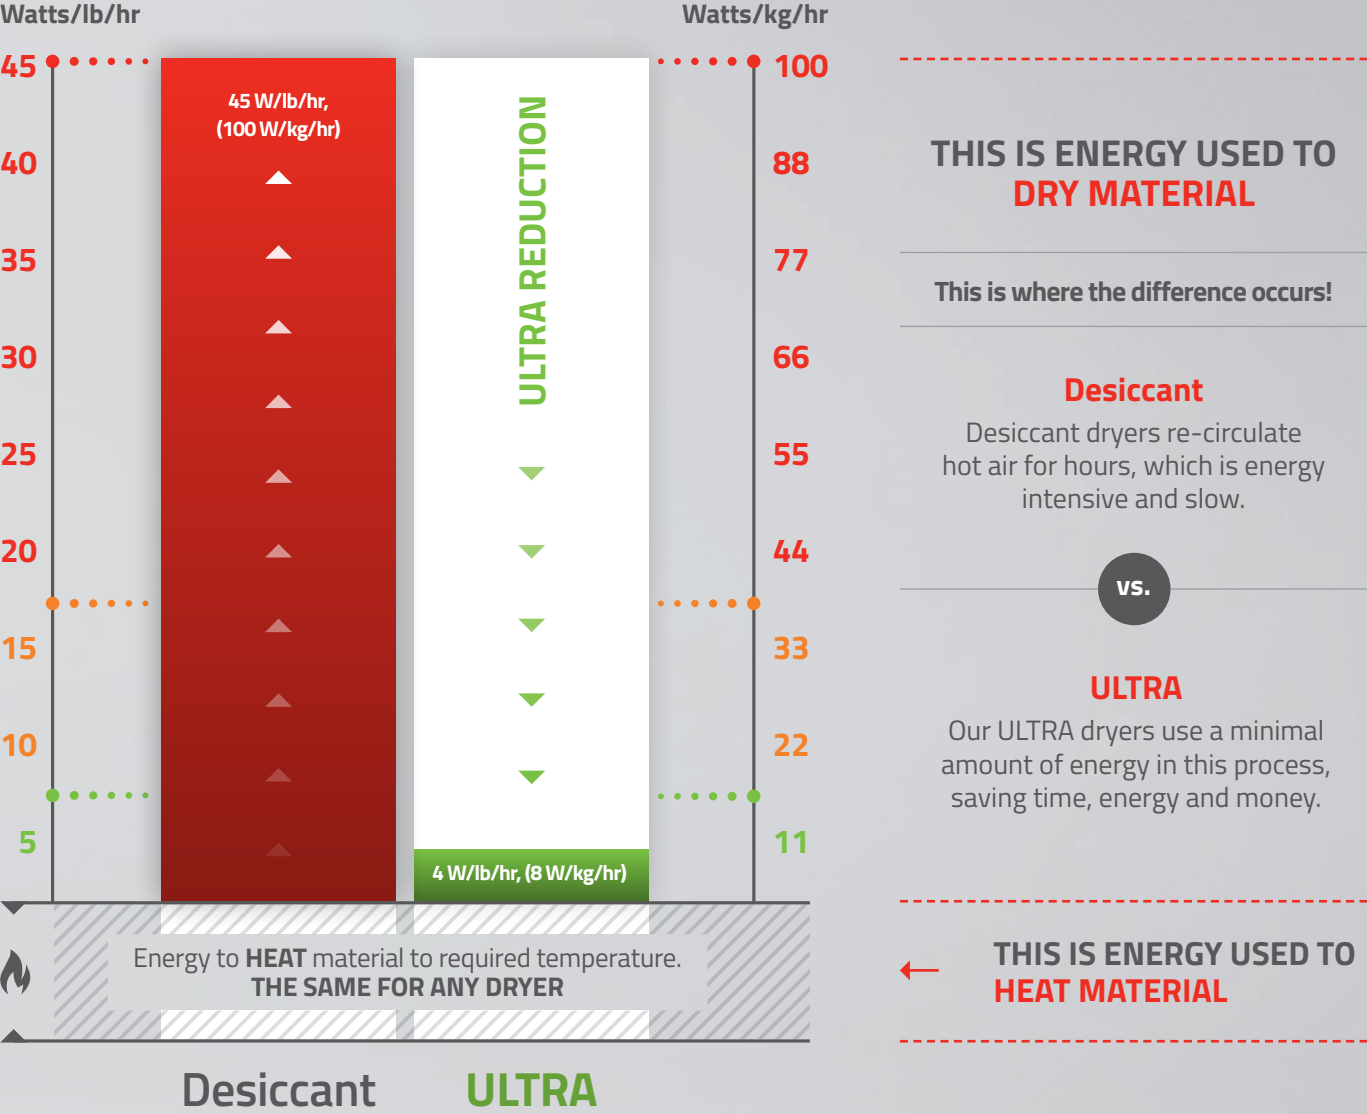 Watts/lb/hr
45
40
35
30
25
20
15
10
5
45 W/lb/hr,
(100 W/kg/hr)
ULTRA REDUCTION
4 W/lb/hr, (8 W/kg/hr)
Watts/kg/hr
100
88
77
66
55
44
33
22
11
Energy to HEAT material to required temperature.
THE SAME FOR ANY DRYER
Desiccant
ULTRA
THIS IS ENERGY USED TO
DRY MATERIAL
This is where the difference occurs!
Desiccant
Desiccant dryers re-circulate
hot air for hours, which is energy
intensive and slow.
vs.
ULTRA
Our ULTRA dryers use a minimal
amount of energy in this process,
saving time, energy and money.
THIS IS ENERGY USED TO
HEAT MATERIAL